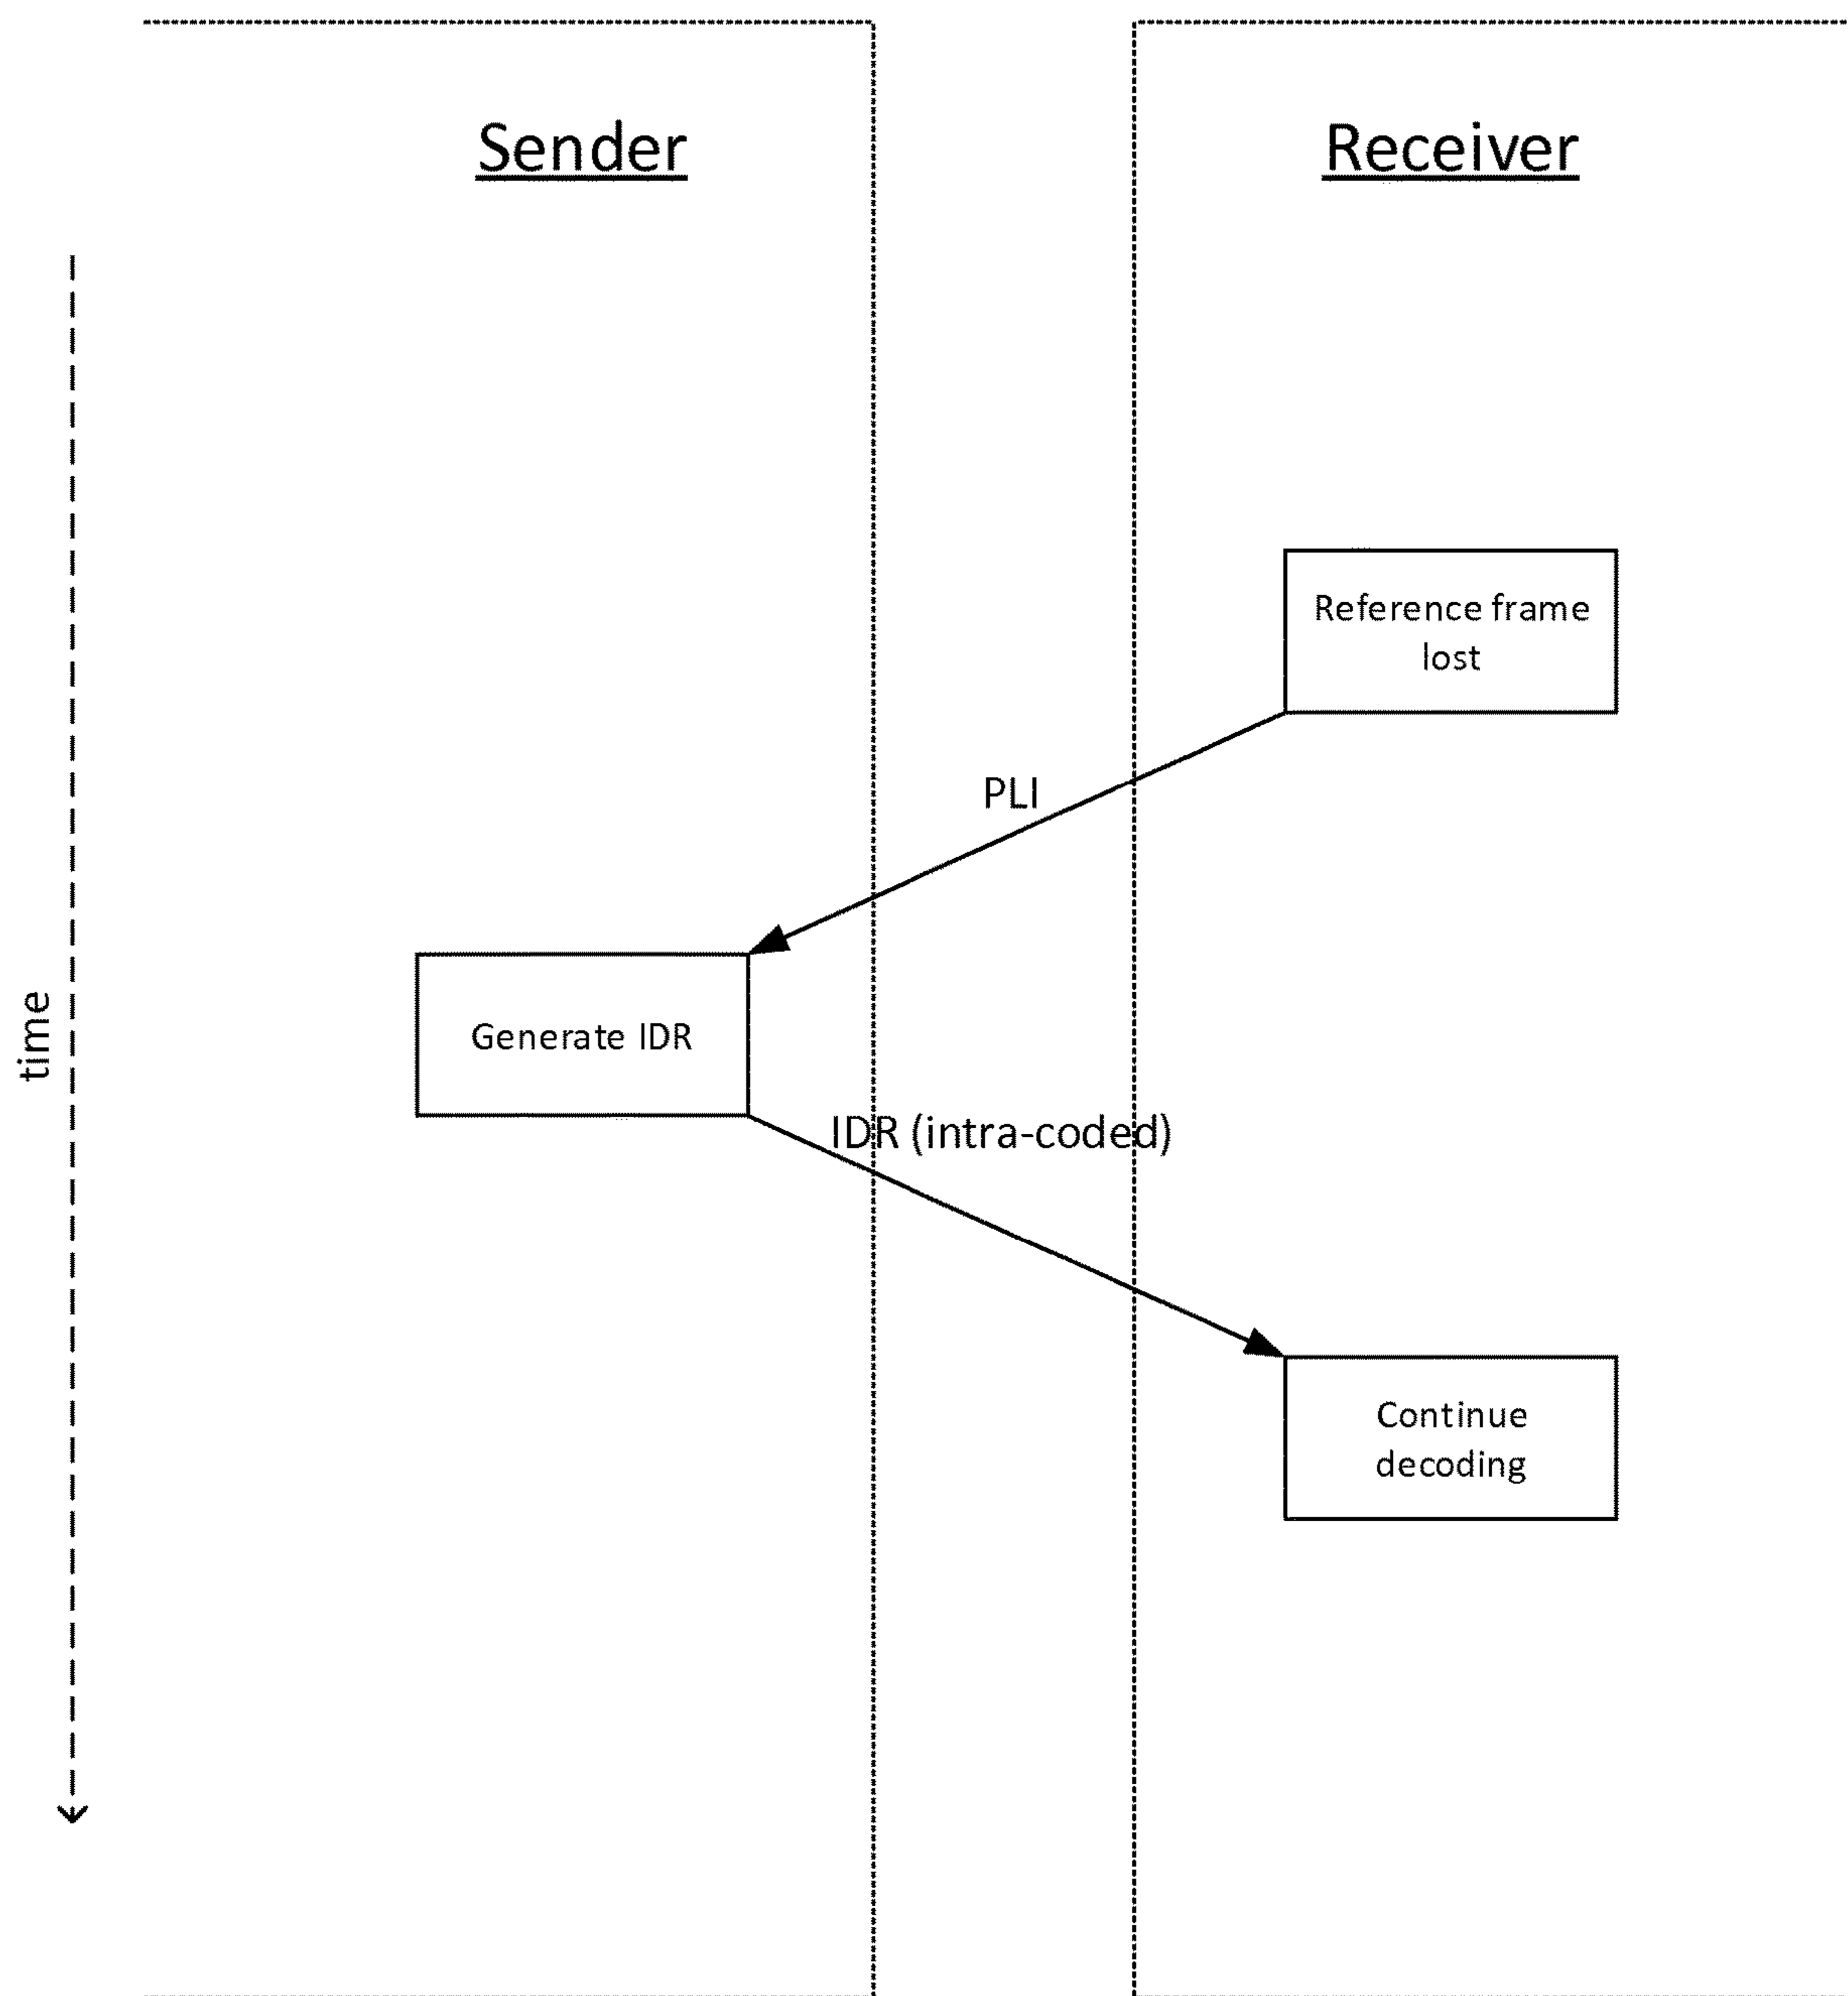 Sender
Receiver
Reference frame
lost
PLI
time
Generate IDR
IDR (intra-coded)
Continue
decoding